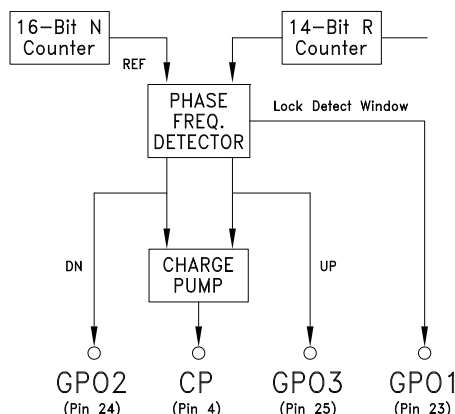 16-Bit N
Counter
14-Bit R
Counter
REF
PHASE
FREQ.
DETECTOR
Lock Detect Window
DN
CHARGE
PUMP
UP
GPO2
(Pin 24)
CP
(Pin 4)
GPO3
(Pin 25)
GPO1
(Pin 23)